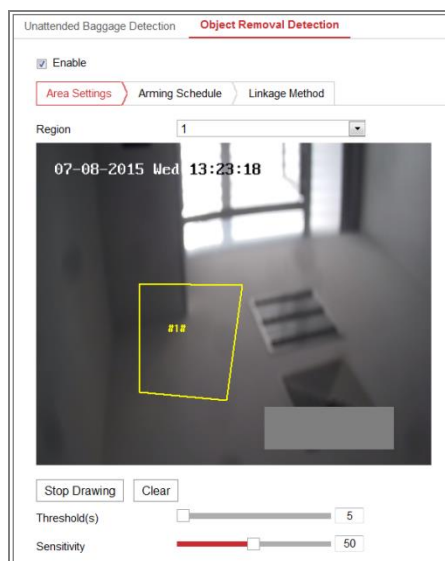 Unattended Baggage Detection Object Removal Detection
Enable
Area Settings Arming Schedule Linkage Method
Region 1
07-08-2015 Wed 13:23:18
#1#
Stop Drawing Clear
Threshold(s) 5
Sensitivity 50